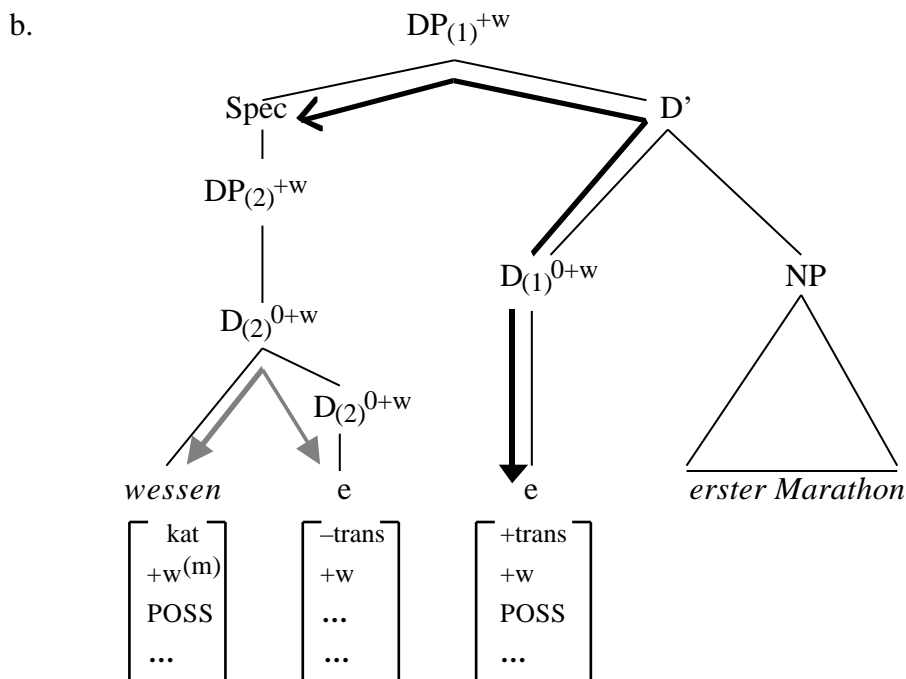 b.
DP(1)+w
Spec D’
DP(2)+w
D(1)0+w NP
D(2)0+w
D(2)0+w
wessen e e erster Marathon
kat –trans +trans
+w(m) +w +w
POSS ... POSS
... ... ...